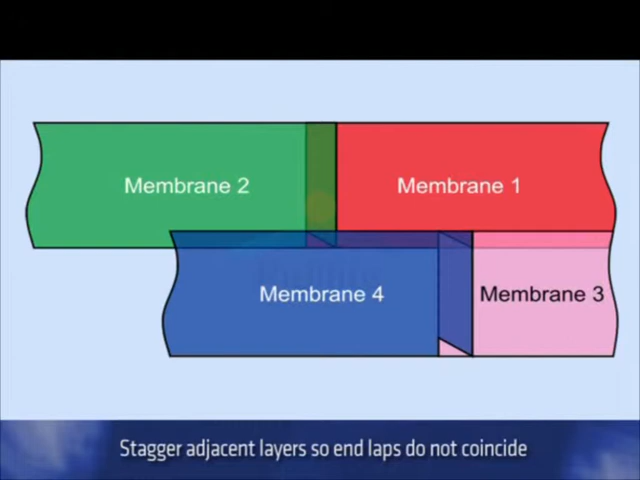 Membrane 2
Membrane 1
Membrane 4
Membrane 3
Stagger adjacent layers so end laps do not coincide